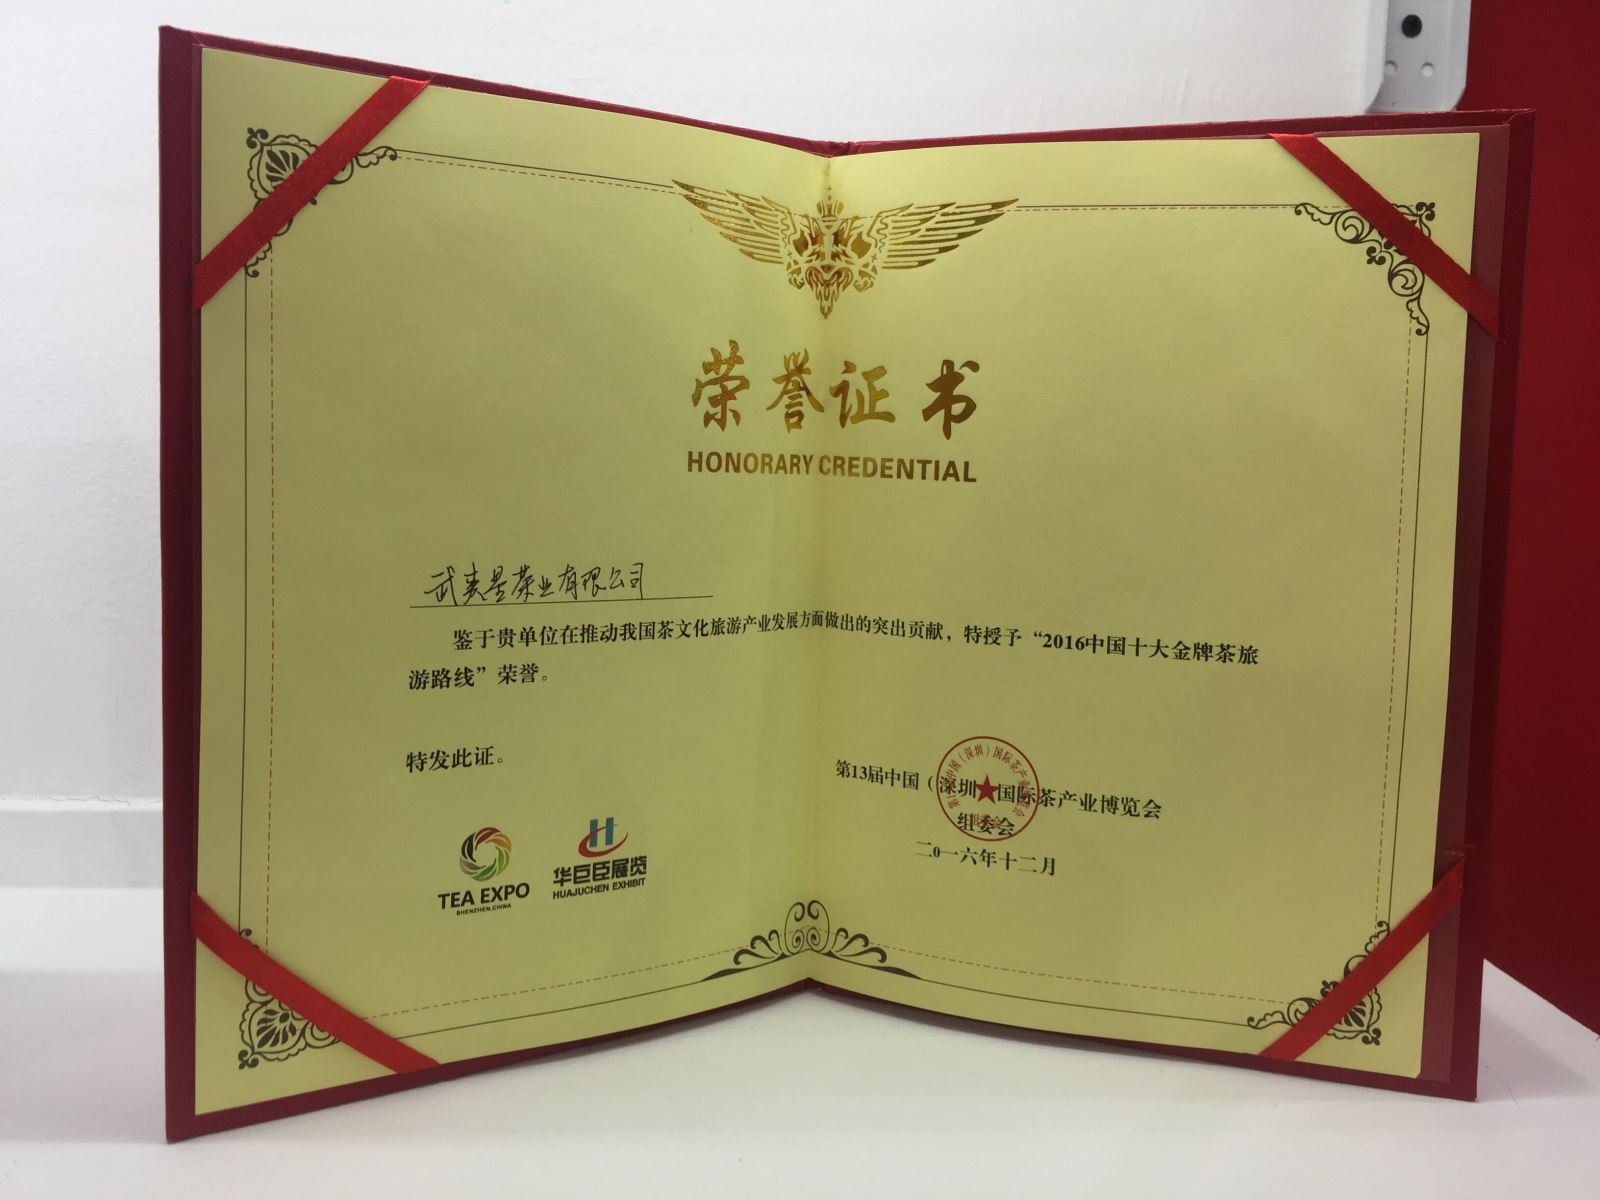 荣誉证书
HONORARY CREDENTIAL
武夷星茶业有限公司
鉴于贵单位在推动我国茶文化旅游产业发展方面做出的突出贡献，特授予“2016中国十大金牌茶旅
游路线”荣誉。
特发此证。
第13届中国（深圳）国际茶产业博览会
组委会
二0一六年十二月
TEA EXPO
SHENZHEN.CHINA
华巨臣展览
HUAJUCHEN EXHIBIT